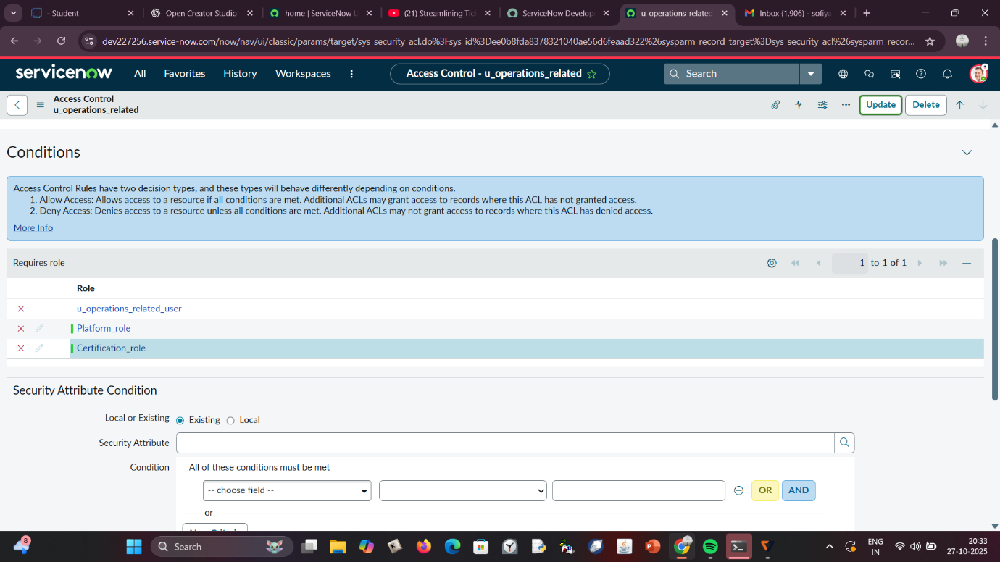 - Student
Open Creator Studio
home | ServiceNow U
(21) Streamlining Tic
ServiceNow Develop
u_operations_related
Inbox (1,906) - sofiya
dev227256.service-now.com/now/nav/ui/classic/params/target/sys_security_acl.do%3Fsys_id%3Dee0b8fda8378321040ae56d6feaad322%26sysparm_record_target%3Dsys_security_acl%26sysparm_recor...
servicenow
All
Favorites
History
Workspaces
Access Control - u_operations_related
Search
Access Control
u_operations_related
Update
Delete
Conditions
Access Control Rules have two decision types, and these types will behave differently depending on conditions.
1. Allow Access: Allows access to a resource if all conditions are met. Additional ACLs may grant access to records where this ACL has not granted access.
2. Deny Access: Denies access to a resource unless all conditions are met. Additional ACLs may not grant access to records where this ACL has denied access.
More Info
Requires role
1 to 1 of 1
Role
u_operations_related_user
Platform_role
Certification_role
Security Attribute Condition
Local or Existing
Existing
Local
Security Attribute
Condition
All of these conditions must be met
-- choose field --
OR
AND
or
8
Search
ENG
IN
20:33
27-10-2025